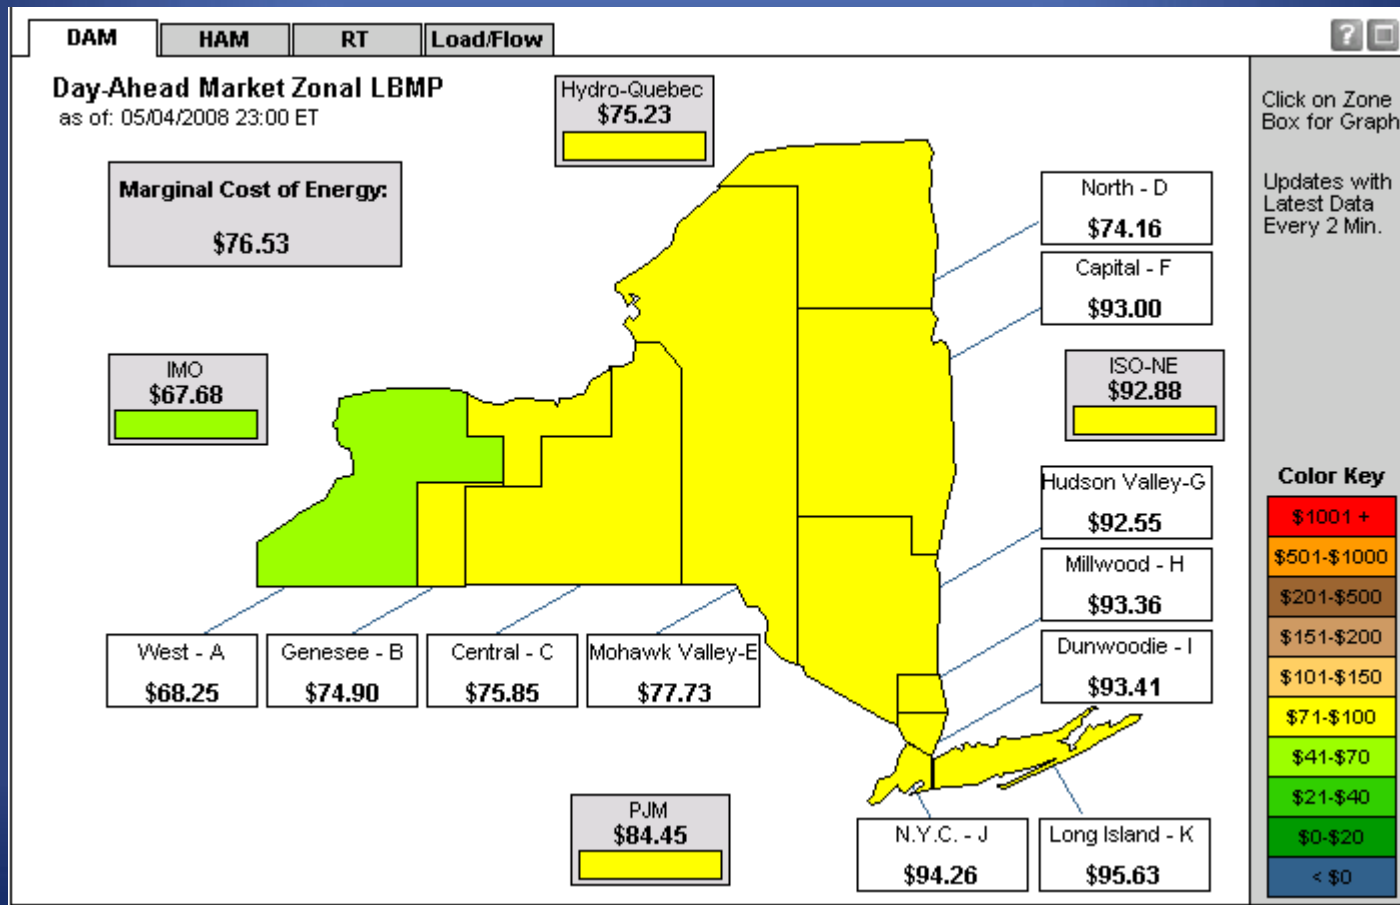 DAM
HAM
RT
Load/Flow
?
Day-Ahead Market Zonal LBMP
as of: 05/04/2008 23:00 ET
Marginal Cost of Energy:
$76.53
Hydro-Quebec
$75.23
North - D
$74.16
Capital - F
$93.00
IMO
$67.68
ISO-NE
$92.88
Hudson Valley-G
$92.55
Millwood - H
$93.36
Dunwoodie - I
$93.41
West - A
$68.25
Genesee - B
$74.90
Central - C
$75.85
Mohawk Valley-E
$77.73
PJM
$84.45
N.Y.C. - J
$94.26
Long Island - K
$95.63
Click on Zone
Box for Graph
Updates with
Latest Data
Every 2 Min.
Color Key
$1001 +
$501-$1000
$201-$500
$151-$200
$101-$150
$71-$100
$41-$70
$21-$40
$0-$20
< $0